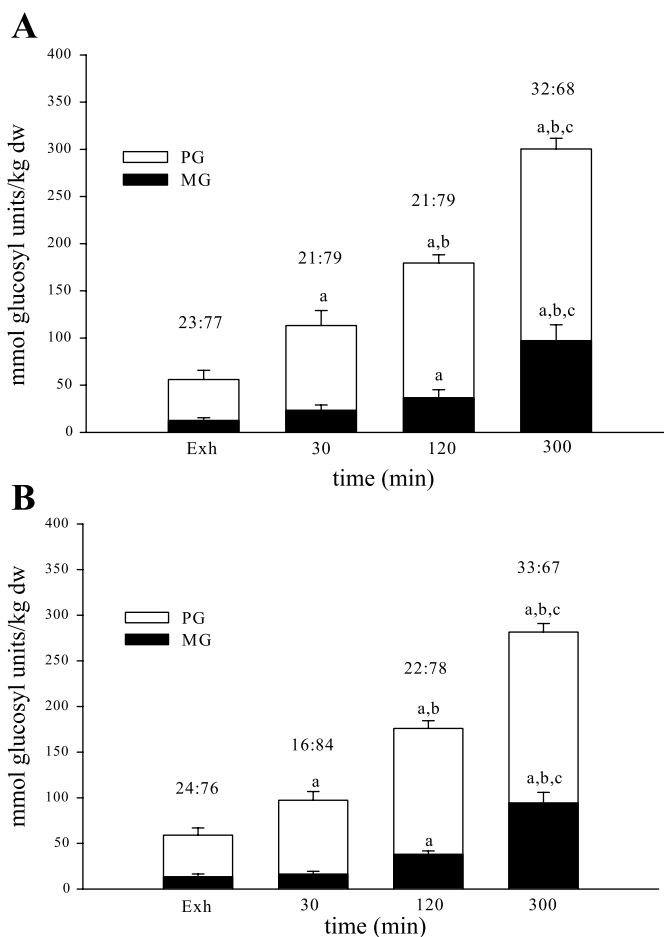 A
400
350
300
250
200
150
100
50
0
mmol glucosyl units/kg dw
PG
MG
23:77
21:79
a
21:79
a,b
a
32:68
a,b,c
a,b,c
Exh 30 120 300
time (min)
B
400
350
300
250
200
150
100
50
0
mmol glucosyl units/kg dw
PG
MG
24:76
16:84
a
22:78
a,b
a
33:67
a,b,c
a,b,c
Exh 30 120 300
time (min)